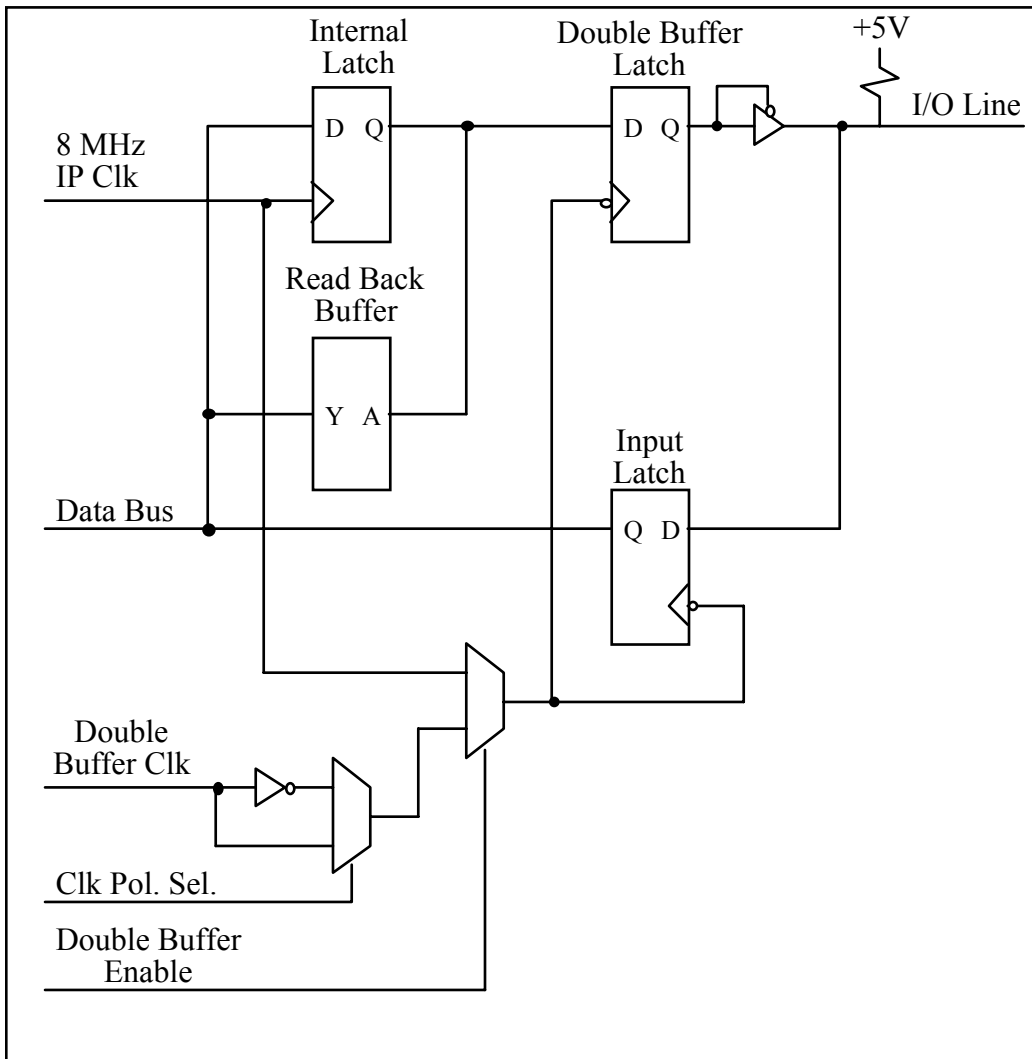 Internal
Latch
Double Buffer
Latch
+5V
I/O Line
D Q
D Q
8 MHz
IP Clk
Read Back
Buffer
Y A
Input
Latch
Data Bus
Q D
Double
Buffer Clk
Clk Pol. Sel.
Double Buffer
Enable